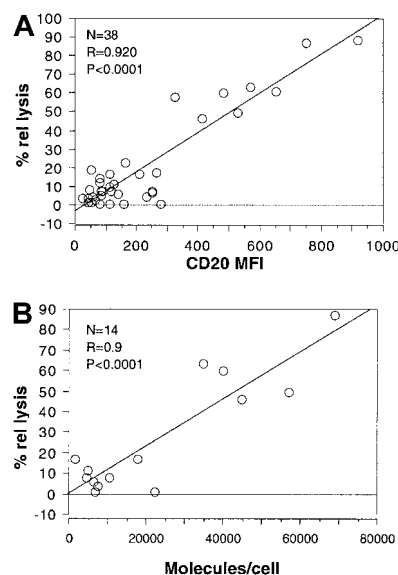 A
N=38
R=0.920
P<0.0001
% rel lysis
100
90
80
70
60
50
40
30
20
10
0
-10
0 200 400 600 800 1000
CD20 MFI
B
N=14
R=0.9
P<0.0001
% rel lysis
90
80
70
60
50
40
30
20
10
0
-10
0 20000 40000 60000 80000
Molecules/cell